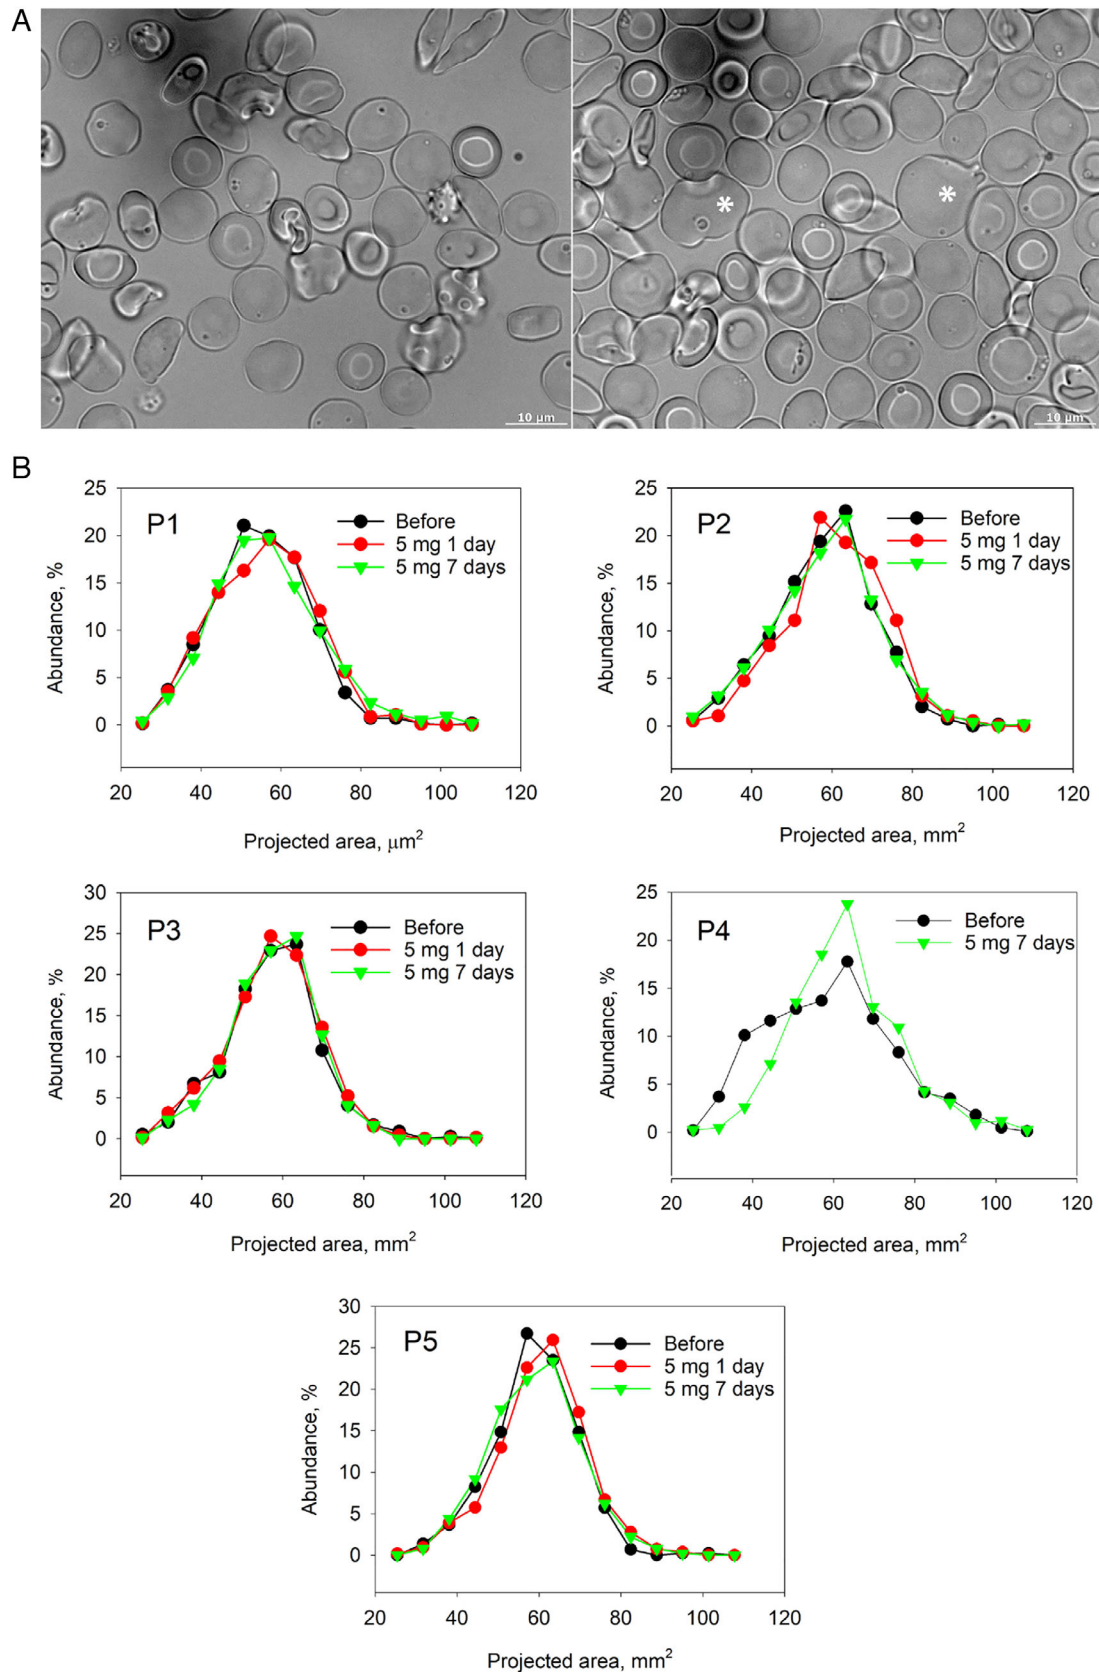 A
*
*
10 µm
10 µm
B
25
20
15
10
5
0
P1
Before
5 mg 1 day
5 mg 7 days
Abundance, %
20 40 60 80 100 120
Projected area, µm²
25
20
15
10
5
0
P2
Before
5 mg 1 day
5 mg 7 days
Abundance, %
20 40 60 80 100 120
Projected area, mm²
30
25
20
15
10
5
0
P3
Before
5 mg 1 day
5 mg 7 days
Abundance, %
20 40 60 80 100 120
Projected area, mm²
25
20
15
10
5
0
P4
Before
5 mg 7 days
Abundance, %
20 40 60 80 100 120
Projected area, mm²
30
25
20
15
10
5
0
P5
Before
5 mg 1 day
5 mg 7 days
Abundance, %
20 40 60 80 100 120
Projected area, mm²